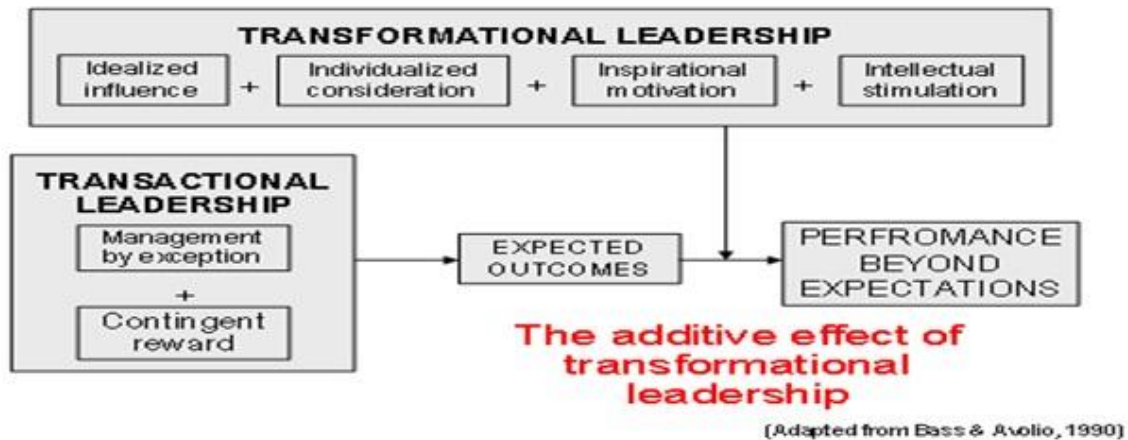 TRANSFORMATIONAL LEADERSHIP
Idealized
influence
+
Individualized
consideration
+
Inspirational
motivation
+
Intellectual
stimulation
TRANSACTIONAL
LEADERSHIP
Management
by exception
+
Contingent
reward
EXPECTED
OUTCOMES
PERFROMANCE
BEYOND
EXPECTATIONS
The additive effect of
transformational
leadership
(Adapted from Bass & Avolio, 1990)